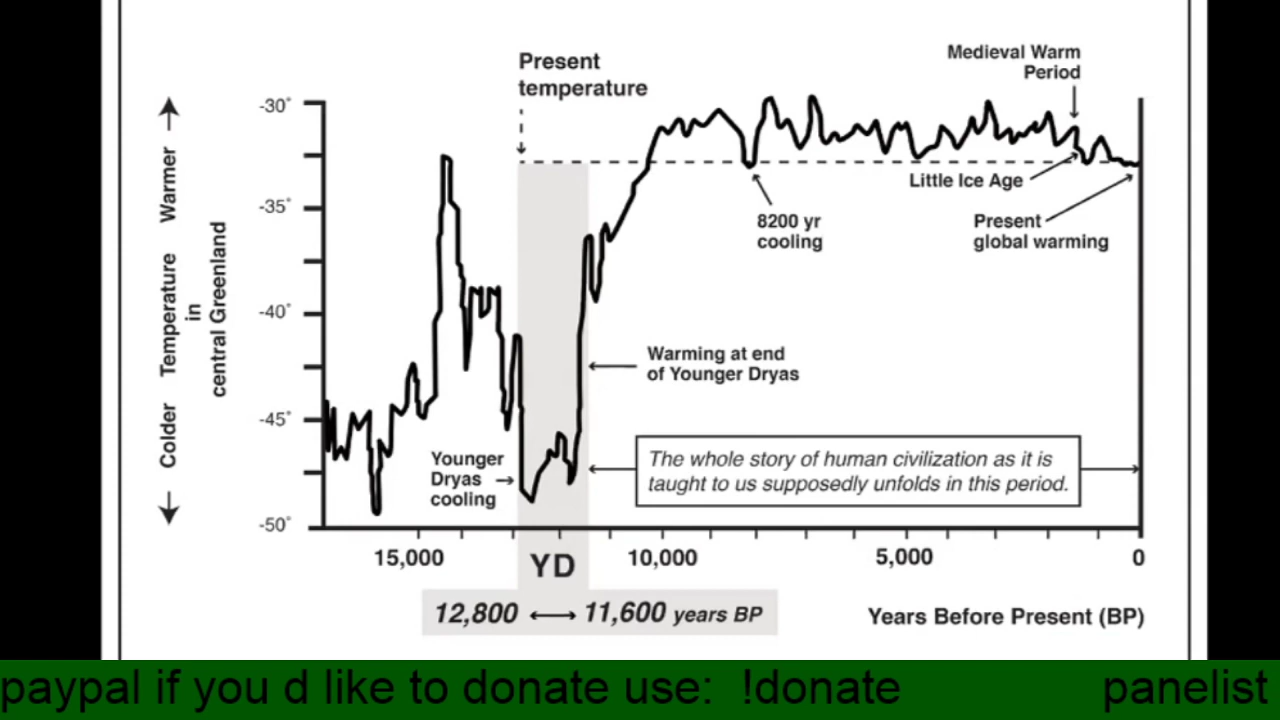 Present
temperature
Medieval Warm
Period
-30°
-35°
-40°
-45°
-50°
Colder Temperature Warmer
in
central Greenland
Little Ice Age
8200 yr
cooling
Present
global warming
Warming at end
of Younger Dryas
Younger
Dryas
cooling
The whole story of human civilization as it is
taught to us supposedly unfolds in this period.
15,000
YD
10,000
5,000
0
12,800 ⟷ 11,600 years BP
Years Before Present (BP)
paypal if you d like to donate use: !donate panelist